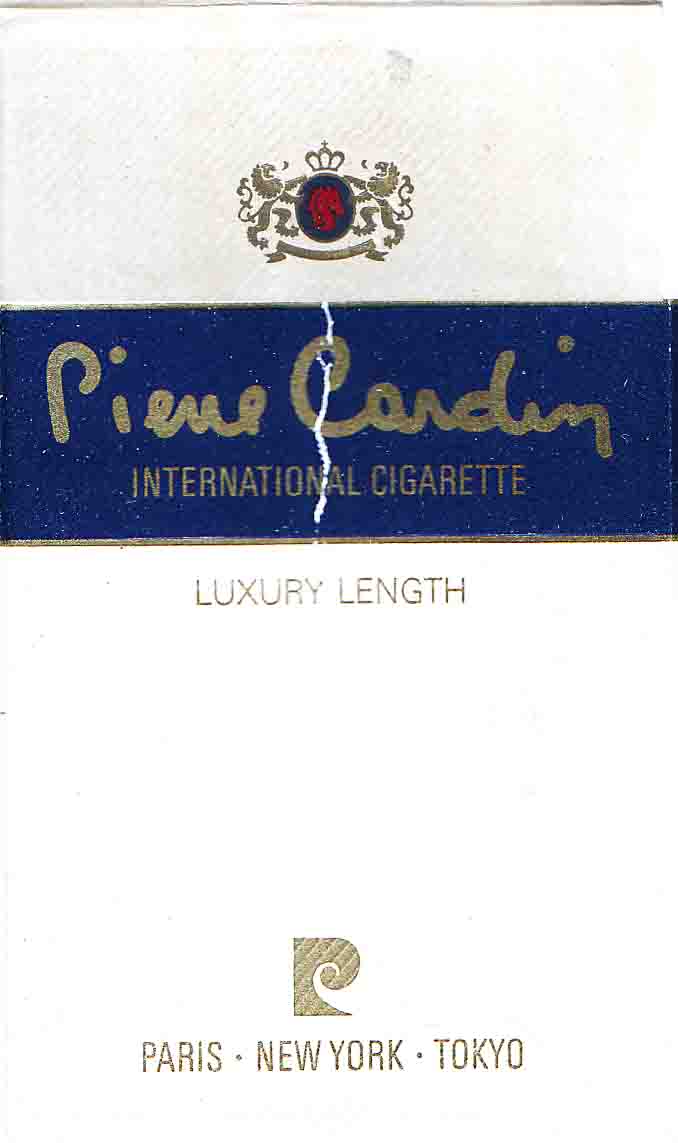 Pierre Cardin
INTERNATIONAL CIGARETTE
LUXURY LENGTH
PARIS · NEW YORK · TOKYO